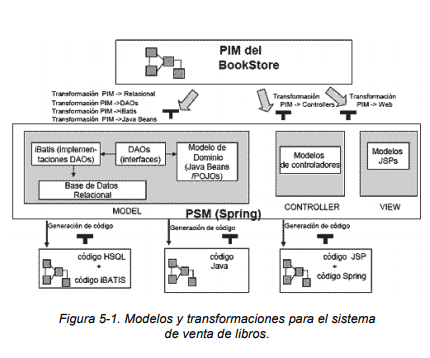 PIM del
BookStore
Transformación PIM -> Relacional
Transformación PIM ->DAOs
Transformación PIM ->iBatis
Transformación PIM ->Java Beans
Transformación
PIM -> Controllers
Transformación
PIM -> Web
iBatis (Implemen-
taciones DAOs)
DAOs
(interfaces)
Modelo de
Dominio
(Java Beans
/POJOs)
Base de Datos
Relacional
Modelos
de controladores
Modelos
JSPs
MODEL
PSM (Spring)
CONTROLLER
VIEW
Generación de código
Generación de código
Generación de código
código HSQL
+
código iBATIS
código
Java
código JSP
+
código Spring
Figura 5-1. Modelos y transformaciones para el sistema
de venta de libros.